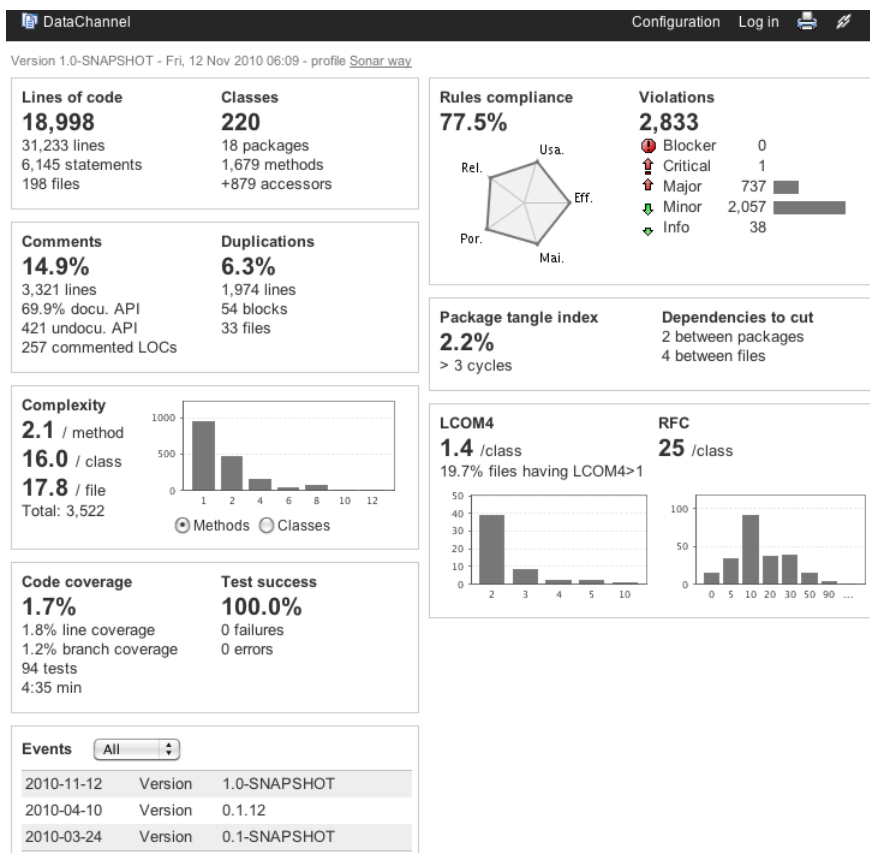 DataChannel
Configuration Log in
Version 1.0-SNAPSHOT - Fri, 12 Nov 2010 06:09 - profile Sonar way
Lines of code
18,998
31,233 lines
6,145 statements
198 files
Classes
220
18 packages
1,679 methods
+879 accessors
Comments
14.9%
3,321 lines
69.9% docu. API
421 undocu. API
257 commented LOCs
Duplications
6.3%
1,974 lines
54 blocks
33 files
Complexity
2.1 / method
16.0 / class
17.8 / file
Total: 3,522
1000
500
0
1 2 4 6 8 10 12
Methods Classes
Code coverage
1.7%
1.8% line coverage
1.2% branch coverage
94 tests
4:35 min
Test success
100.0%
0 failures
0 errors
Events All
2010-11-12 Version 1.0-SNAPSHOT
2010-04-10 Version 0.1.12
2010-03-24 Version 0.1-SNAPSHOT
Rules compliance
77.5%
Usa.
Rel.
Eff.
Por.
Mai.
Violations
2,833
Blocker 0
Critical 1
Major 737
Minor 2,057
Info 38
Package tangle index
2.2%
> 3 cycles
Dependencies to cut
2 between packages
4 between files
LCOM4
1.4 /class
19.7% files having LCOM4>1
50
40
30
20
10
0
2 3 4 5 10
RFC
25 /class
100
50
0
0 5 10 20 30 50 90 ...